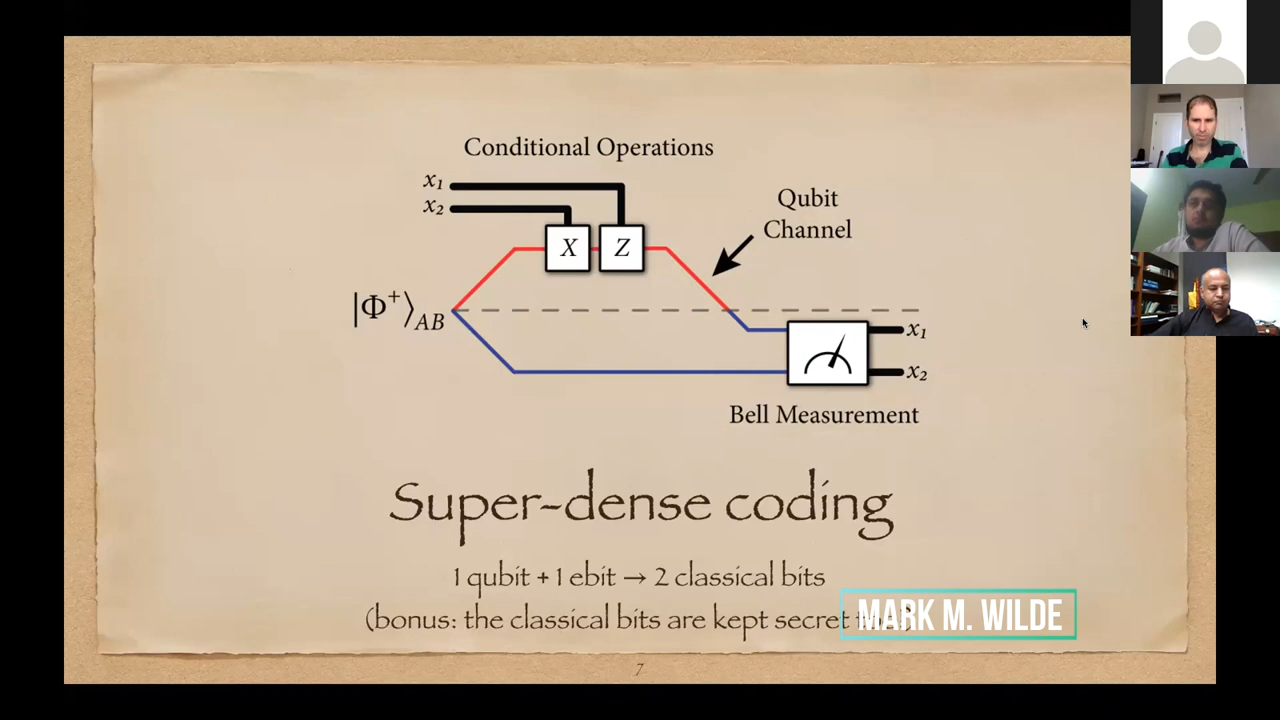 Conditional Operations
x1
x2
X Z
Qubit
Channel
|Φ+⟩AB
x1
x2
Bell Measurement
Super-dense coding
1 qubit + 1 ebit → 2 classical bits
(bonus: the classical bits are kept secret
MARK M. WILDE
7